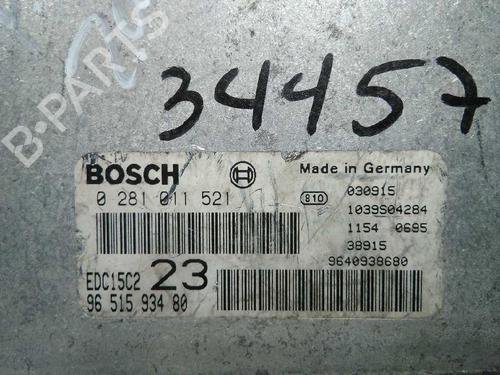 B-PARTS
34457
BOSCH
Made in Germany
0 281 011 521
810
030915
1039S04284
1154 0695
38915
9640938680
EDC15C2 23
96 515 934 80